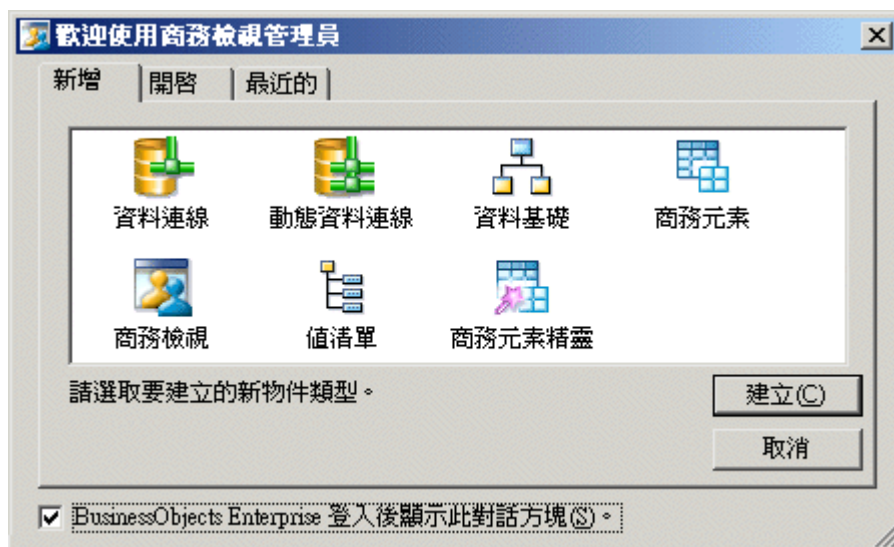 歡迎使用商務檢視管理員
新增 開啓 最近的
資料連線 動態資料連線 資料基礎 商務元素
商務檢視 值清單 商務元素精靈
請選取要建立的新物件類型。
建立(C)
取消
BusinessObjects Enterprise 登入後顯示此對話方塊(S)。